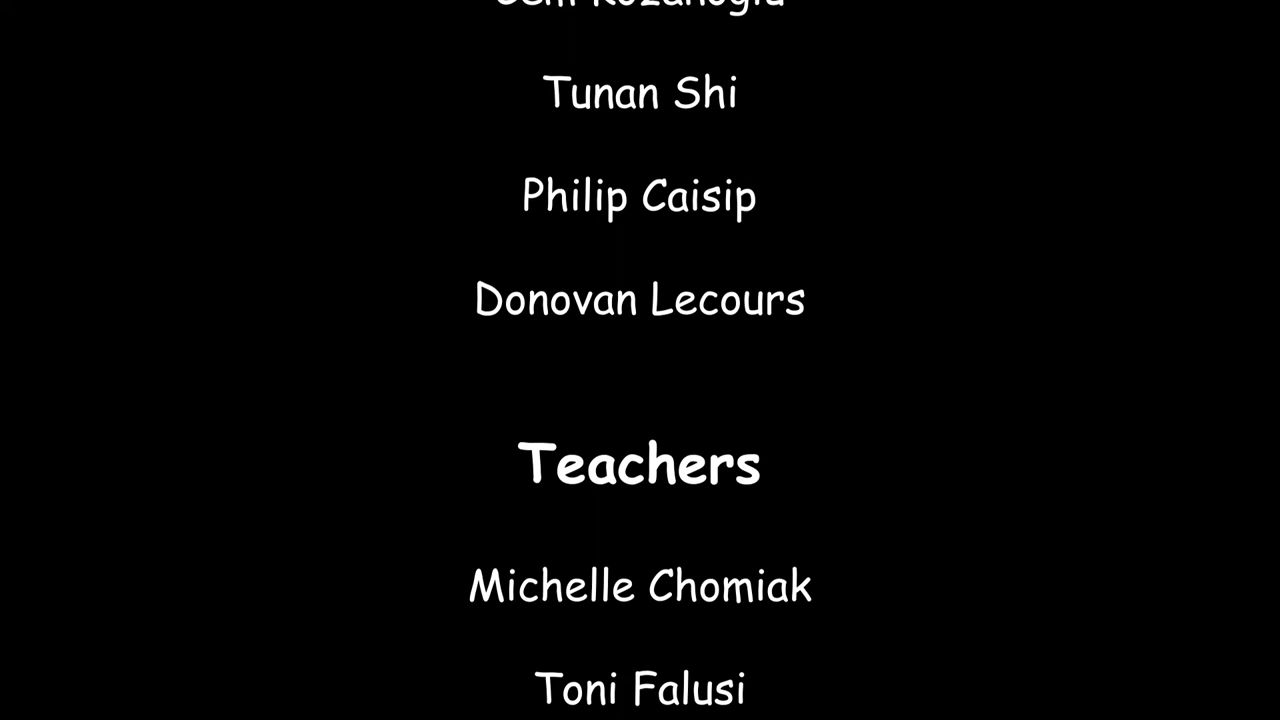 Tunan Shi
Philip Caisip
Donovan Lecours
Teachers
Michelle Chomiak
Toni Falusi